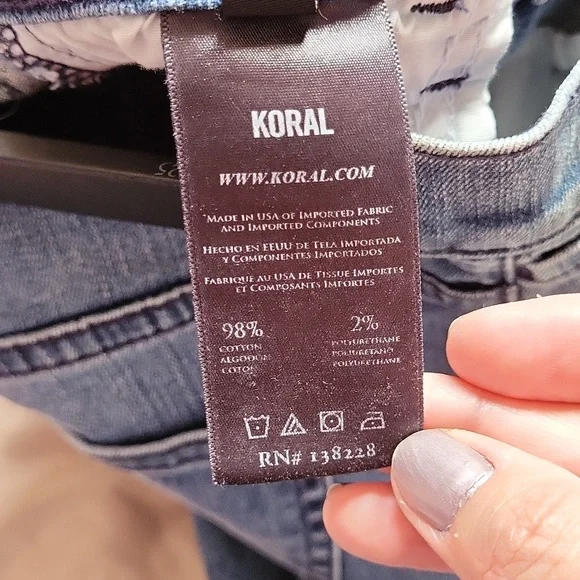 KORAL
WWW.KORAL.COM
"MADE IN USA OF IMPORTED FABRIC
AND IMPORTED COMPONENTS
HECHO EN EEUU DE TELA IMPORTADA
Y COMPONENTES IMPORTADOS"
FABRIQUE AU USA DE TISSUE IMPORTES
ET COMPOSANTS IMPORTES
98% 2%
COTTON POLYURETHANE
ALGODON POLIURETANO
COTON POLYURETHANE
RN# 138228